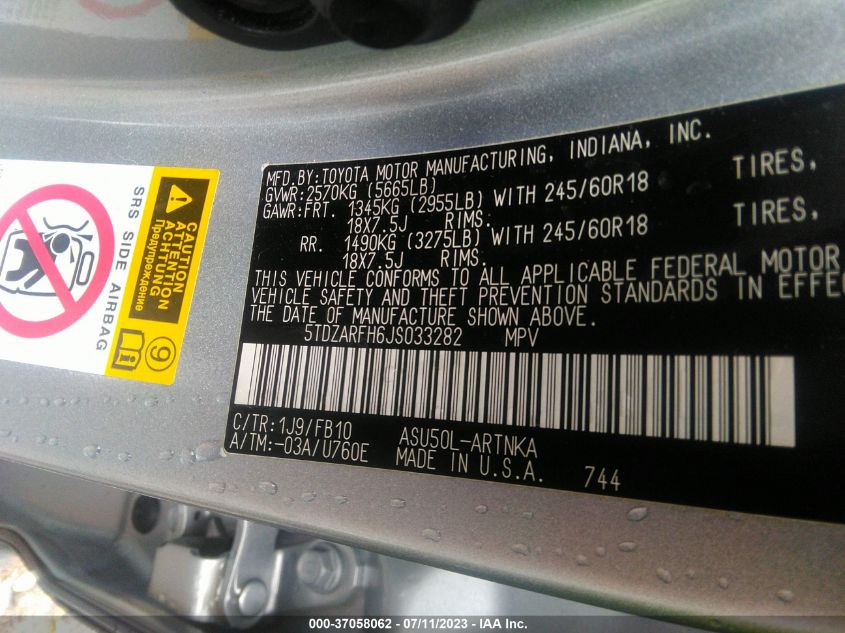 MFD.BY:TOYOTA MOTOR MANUFACTURING, INDIANA, INC.
GVWR:2570KG (5665LB)
GAWR:FRT. 1345KG (2955LB) WITH 245/60R18 TIRES,
18X7.5J RIMS.
RR. 1490KG (3275LB) WITH 245/60R18 TIRES,
18X7.5J RIMS.
THIS VEHICLE CONFORMS TO ALL APPLICABLE FEDERAL MOTOR
VEHICLE SAFETY AND THEFT PREVENTION STANDARDS IN EFFE
THE DATE OF MANUFACTURE SHOWN ABOVE.
5TDZARFH6JS033282 MPV
C/TR:1J9/FB10 ASU50L-ARTNKA
A/TM:-03A/U760E MADE IN U.S.A. 744
SRS SIDE AIRBAG
CAUTION
ATTENTION
ACHTUNG
Предупреждение
9
000-37058062 - 07/11/2023 - IAA Inc.